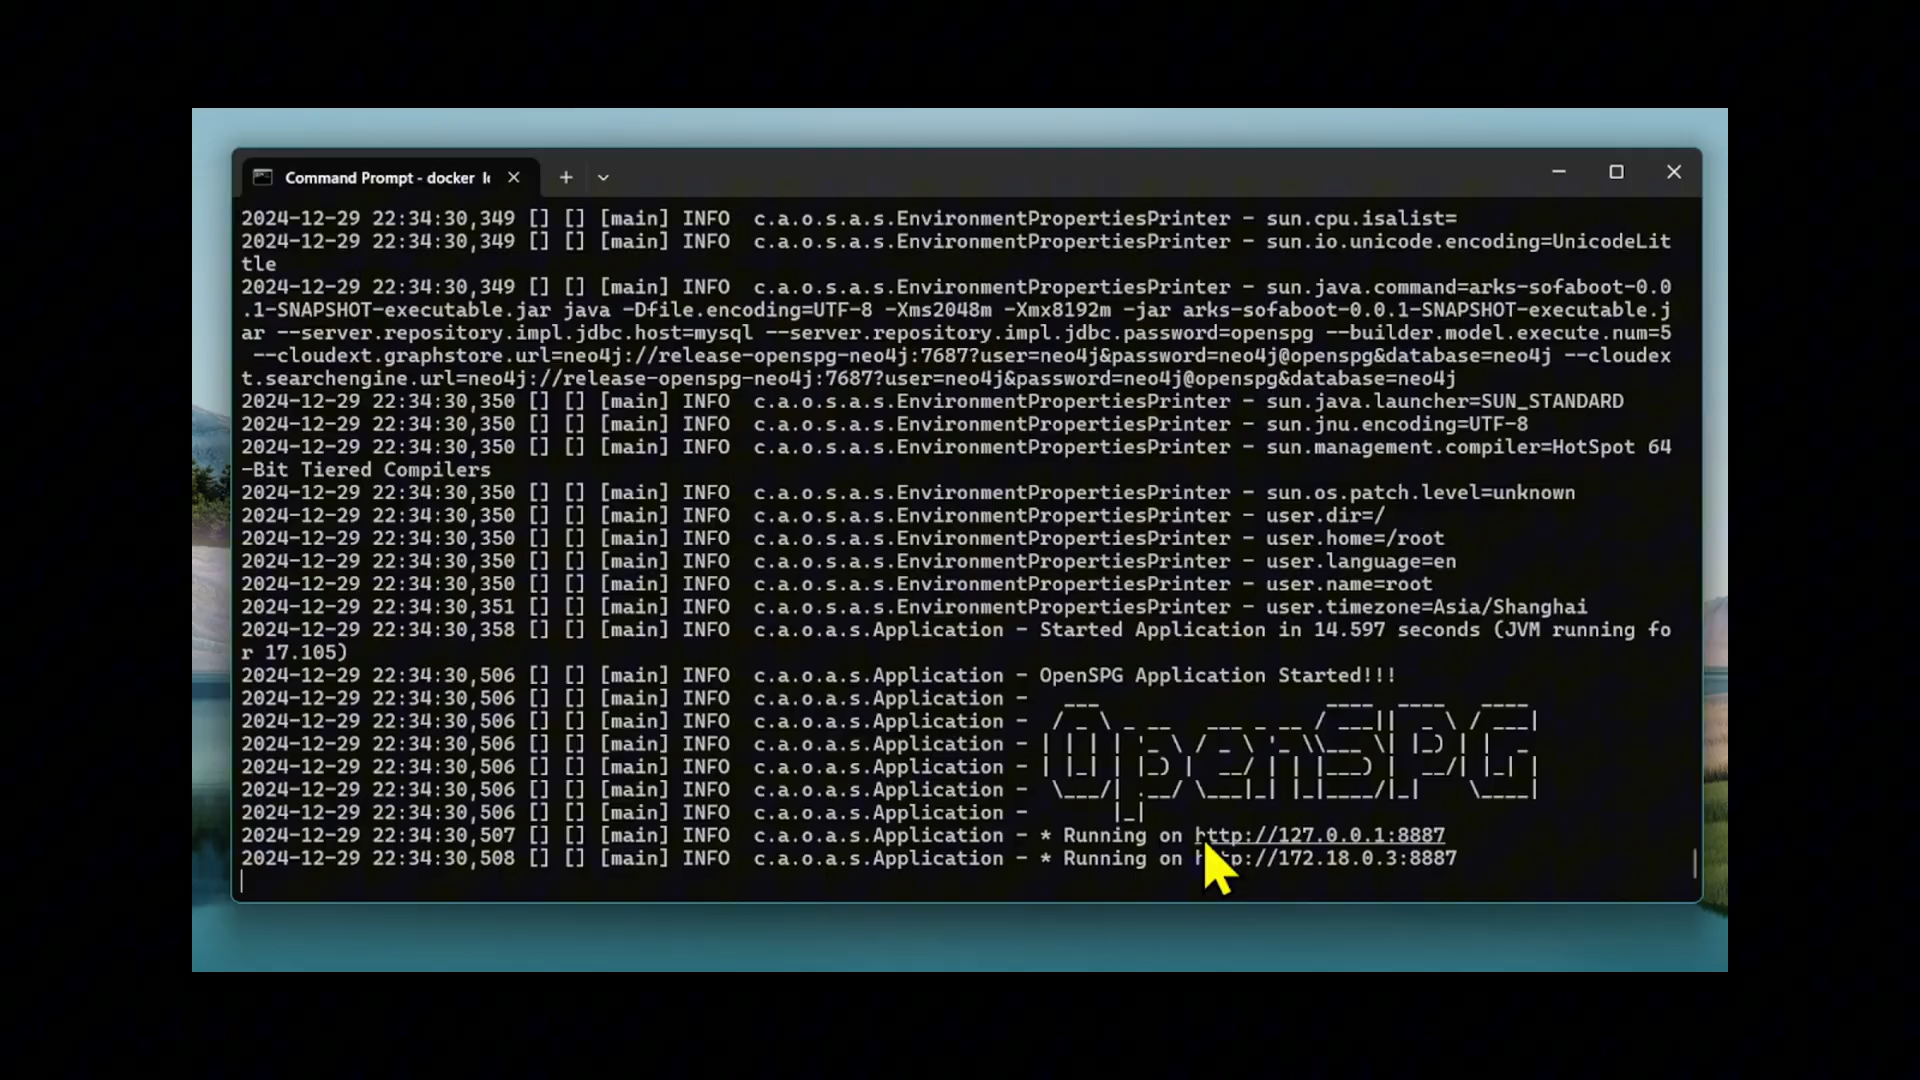 Command Prompt - docker lo
2024-12-29 22:34:30,349 [] [] [main] INFO  c.a.o.s.a.s.EnvironmentPropertiesPrinter - sun.cpu.isalist=
2024-12-29 22:34:30,349 [] [] [main] INFO  c.a.o.s.a.s.EnvironmentPropertiesPrinter - sun.io.unicode.encoding=UnicodeLit
tle
2024-12-29 22:34:30,349 [] [] [main] INFO  c.a.o.s.a.s.EnvironmentPropertiesPrinter - sun.java.command=arks-sofaboot-0.0
.1-SNAPSHOT-executable.jar java -Dfile.encoding=UTF-8 -Xms2048m -Xmx8192m -jar arks-sofaboot-0.0.1-SNAPSHOT-executable.j
ar --server.repository.impl.jdbc.host=mysql --server.repository.impl.jdbc.password=openspg --builder.model.execute.num=5
 --cloudext.graphstore.url=neo4j://release-openspg-neo4j:7687?user=neo4j&password=neo4j@openspg&database=neo4j --cloudex
t.searchengine.url=neo4j://release-openspg-neo4j:7687?user=neo4j&password=neo4j@openspg&database=neo4j
2024-12-29 22:34:30,350 [] [] [main] INFO  c.a.o.s.a.s.EnvironmentPropertiesPrinter - sun.java.launcher=SUN_STANDARD
2024-12-29 22:34:30,350 [] [] [main] INFO  c.a.o.s.a.s.EnvironmentPropertiesPrinter - sun.jnu.encoding=UTF-8
2024-12-29 22:34:30,350 [] [] [main] INFO  c.a.o.s.a.s.EnvironmentPropertiesPrinter - sun.management.compiler=HotSpot 64
-Bit Tiered Compilers
2024-12-29 22:34:30,350 [] [] [main] INFO  c.a.o.s.a.s.EnvironmentPropertiesPrinter - sun.os.patch.level=unknown
2024-12-29 22:34:30,350 [] [] [main] INFO  c.a.o.s.a.s.EnvironmentPropertiesPrinter - user.dir=/
2024-12-29 22:34:30,350 [] [] [main] INFO  c.a.o.s.a.s.EnvironmentPropertiesPrinter - user.home=/root
2024-12-29 22:34:30,350 [] [] [main] INFO  c.a.o.s.a.s.EnvironmentPropertiesPrinter - user.language=en
2024-12-29 22:34:30,350 [] [] [main] INFO  c.a.o.s.a.s.EnvironmentPropertiesPrinter - user.name=root
2024-12-29 22:34:30,351 [] [] [main] INFO  c.a.o.s.a.s.EnvironmentPropertiesPrinter - user.timezone=Asia/Shanghai
2024-12-29 22:34:30,358 [] [] [main] INFO  c.a.o.s.a.s.Application - Started Application in 14.597 seconds (JVM running fo
r 17.105)
2024-12-29 22:34:30,506 [] [] [main] INFO  c.a.o.a.s.Application - OpenSPG Application Started!!!
2024-12-29 22:34:30,506 [] [] [main] INFO  c.a.o.a.s.Application -
2024-12-29 22:34:30,506 [] [] [main] INFO  c.a.o.a.s.Application -
2024-12-29 22:34:30,506 [] [] [main] INFO  c.a.o.a.s.Application - OpenSPG
2024-12-29 22:34:30,506 [] [] [main] INFO  c.a.o.a.s.Application -
2024-12-29 22:34:30,506 [] [] [main] INFO  c.a.o.a.s.Application -
2024-12-29 22:34:30,506 [] [] [main] INFO  c.a.o.a.s.Application -
2024-12-29 22:34:30,507 [] [] [main] INFO  c.a.o.a.s.Application - * Running on http://127.0.0.1:8887
2024-12-29 22:34:30,508 [] [] [main] INFO  c.a.o.a.s.Application - * Running on http://172.18.0.3:8887